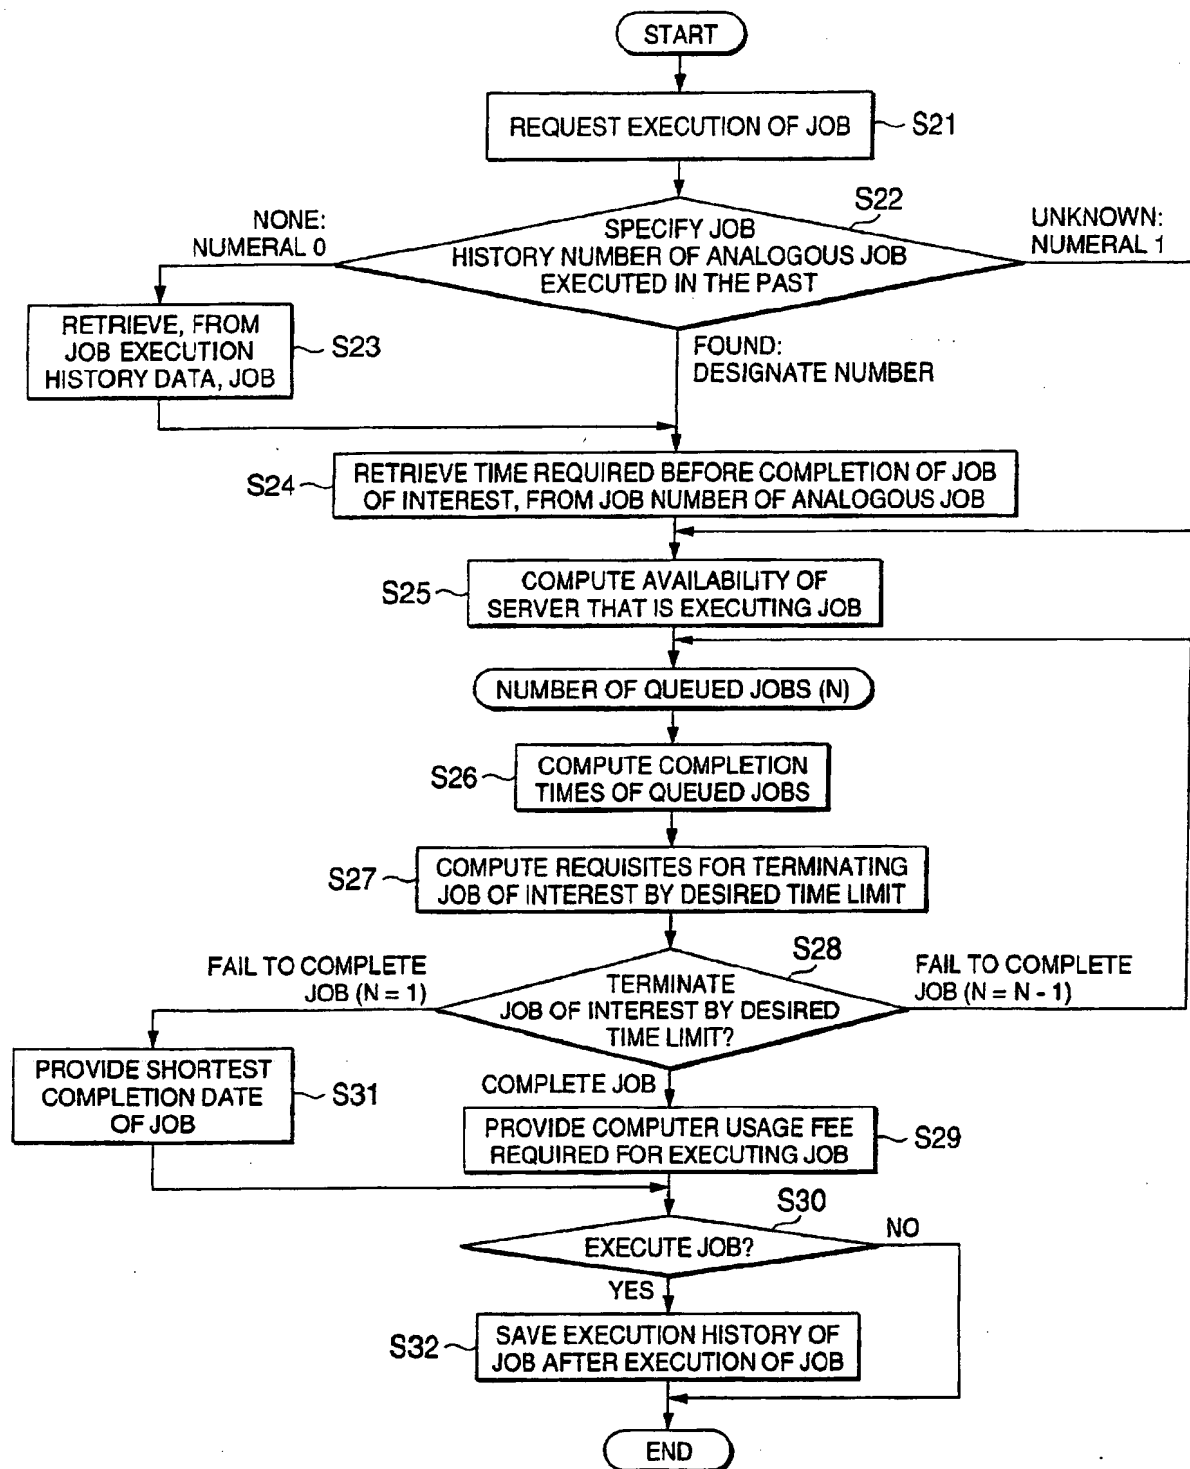 START
REQUEST EXECUTION OF JOB
S21
S22
NONE:
NUMERAL 0
SPECIFY JOB
HISTORY NUMBER OF ANALOGOUS JOB
EXECUTED IN THE PAST
UNKNOWN:
NUMERAL 1
RETRIEVE, FROM
JOB EXECUTION
HISTORY DATA, JOB
S23
FOUND:
DESIGNATE NUMBER
S24
RETRIEVE TIME REQUIRED BEFORE COMPLETION OF JOB
OF INTEREST, FROM JOB NUMBER OF ANALOGOUS JOB
S25
COMPUTE AVAILABILITY OF
SERVER THAT IS EXECUTING JOB
NUMBER OF QUEUED JOBS (N)
S26
COMPUTE COMPLETION
TIMES OF QUEUED JOBS
S27
COMPUTE REQUISITES FOR TERMINATING
JOB OF INTEREST BY DESIRED TIME LIMIT
S28
FAIL TO COMPLETE
JOB (N = 1)
TERMINATE
JOB OF INTEREST BY DESIRED
TIME LIMIT?
FAIL TO COMPLETE
JOB (N = N - 1)
PROVIDE SHORTEST
COMPLETION DATE
OF JOB
S31
COMPLETE JOB
PROVIDE COMPUTER USAGE FEE
REQUIRED FOR EXECUTING JOB
S29
S30
EXECUTE JOB?
NO
YES
S32
SAVE EXECUTION HISTORY OF
JOB AFTER EXECUTION OF JOB
END